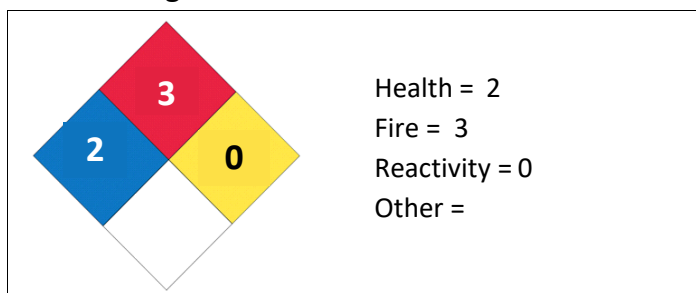 3
2
0
Health = 2
Fire = 3
Reactivity = 0
Other =